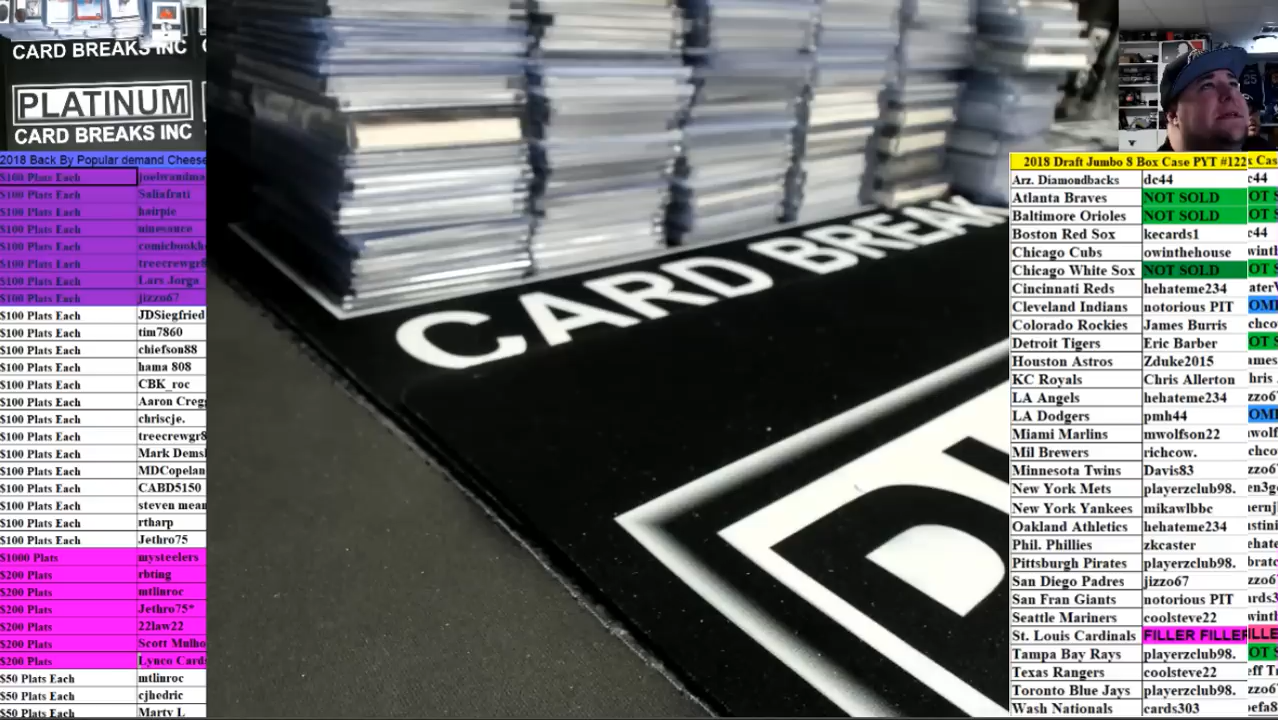 CARD BREAKS INC
PLATINUM
CARD BREAKS INC
2018 Back By Popular demand Cheese
$100 Plats Each joelwandma
$100 Plats Each Saliafrati
$100 Plats Each hairpie
$100 Plats Each ninesauce
$100 Plats Each comicbookh
$100 Plats Each treecrewgr8
$100 Plats Each Lars Jorga
$100 Plats Each jizzo67
$100 Plats Each JDSiegfried
$100 Plats Each tim7860
$100 Plats Each chiefson88
$100 Plats Each hama 808
$100 Plats Each CBK_roc
$100 Plats Each Aaron Cregg
$100 Plats Each chriscje.
$100 Plats Each treecrewgr8
$100 Plats Each Mark Demsl
$100 Plats Each MDCopelan
$100 Plats Each CABD5150
$100 Plats Each steven mean
$100 Plats Each rtharp
$100 Plats Each Jethro75
$1000 Plats mysteelers
$200 Plats rbting
$200 Plats mtlinroc
$200 Plats Jethro75*
$200 Plats 22law22
$200 Plats Scott Mulho
$200 Plats Lynco Cards
$50 Plats Each mtlinroc
$50 Plats Each cjhedric
$50 Plats Each Marty L
CARD BREAK
2018 Draft Jumbo 8 Box Case PYT #122
Arz. Diamondbacks dc44
Atlanta Braves NOT SOLD
Baltimore Orioles NOT SOLD
Boston Red Sox kecards1
Chicago Cubs owinthehouse
Chicago White Sox NOT SOLD
Cincinnati Reds hehateme234
Cleveland Indians notorious PIT
Colorado Rockies James Burris
Detroit Tigers Eric Barber
Houston Astros Zduke2015
KC Royals Chris Allerton
LA Angels hehateme234
LA Dodgers pmh44
Miami Marlins mwolfson22
Mil Brewers richcow.
Minnesota Twins Davis83
New York Mets playerzclub98.
New York Yankees mikawlbbc
Oakland Athletics hehateme234
Phil. Phillies zkcaster
Pittsburgh Pirates playerzclub98.
San Diego Padres jizzo67
San Fran Giants notorious PIT
Seattle Mariners coolsteve22
St. Louis Cardinals FILLER FILLER
Tampa Bay Rays playerzclub98.
Texas Rangers coolsteve22
Toronto Blue Jays playerzclub98.
Wash Nationals cards303